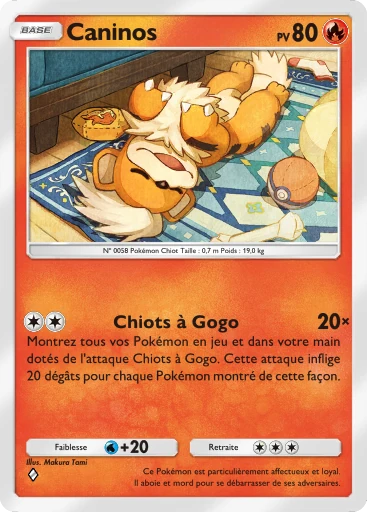 BASE Caninos PV 80
N° 0058 Pokémon Chiot Taille : 0,7 m Poids : 19,0 kg
Chiots à Gogo 20×
Montrez tous vos Pokémon en jeu et dans votre main
dotés de l'attaque Chiots à Gogo. Cette attaque inflige
20 dégâts pour chaque Pokémon montré de cette façon.
Faiblesse +20 Retraite
Illus. Makura Tami
Ce Pokémon est particulièrement affectueux et loyal.
Il aboie et mord pour se débarrasser de ses adversaires.